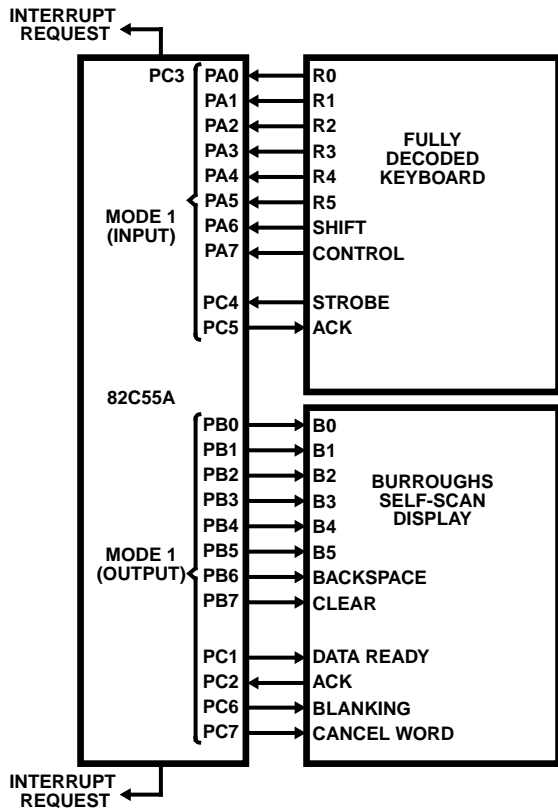 INTERRUPT
REQUEST
PC3 PA0 R0
PA1 R1
PA2 R2
PA3 R3
PA4 R4
PA5 R5
PA6 SHIFT
PA7 CONTROL
MODE 1
(INPUT)
FULLY
DECODED
KEYBOARD
PC4 STROBE
PC5 ACK
82C55A
PB0 B0
PB1 B1
PB2 B2
PB3 B3
PB4 B4
PB5 B5
PB6 BACKSPACE
PB7 CLEAR
MODE 1
(OUTPUT)
BURROUGHS
SELF-SCAN
DISPLAY
PC1 DATA READY
PC2 ACK
PC6 BLANKING
PC7 CANCEL WORD
INTERRUPT
REQUEST